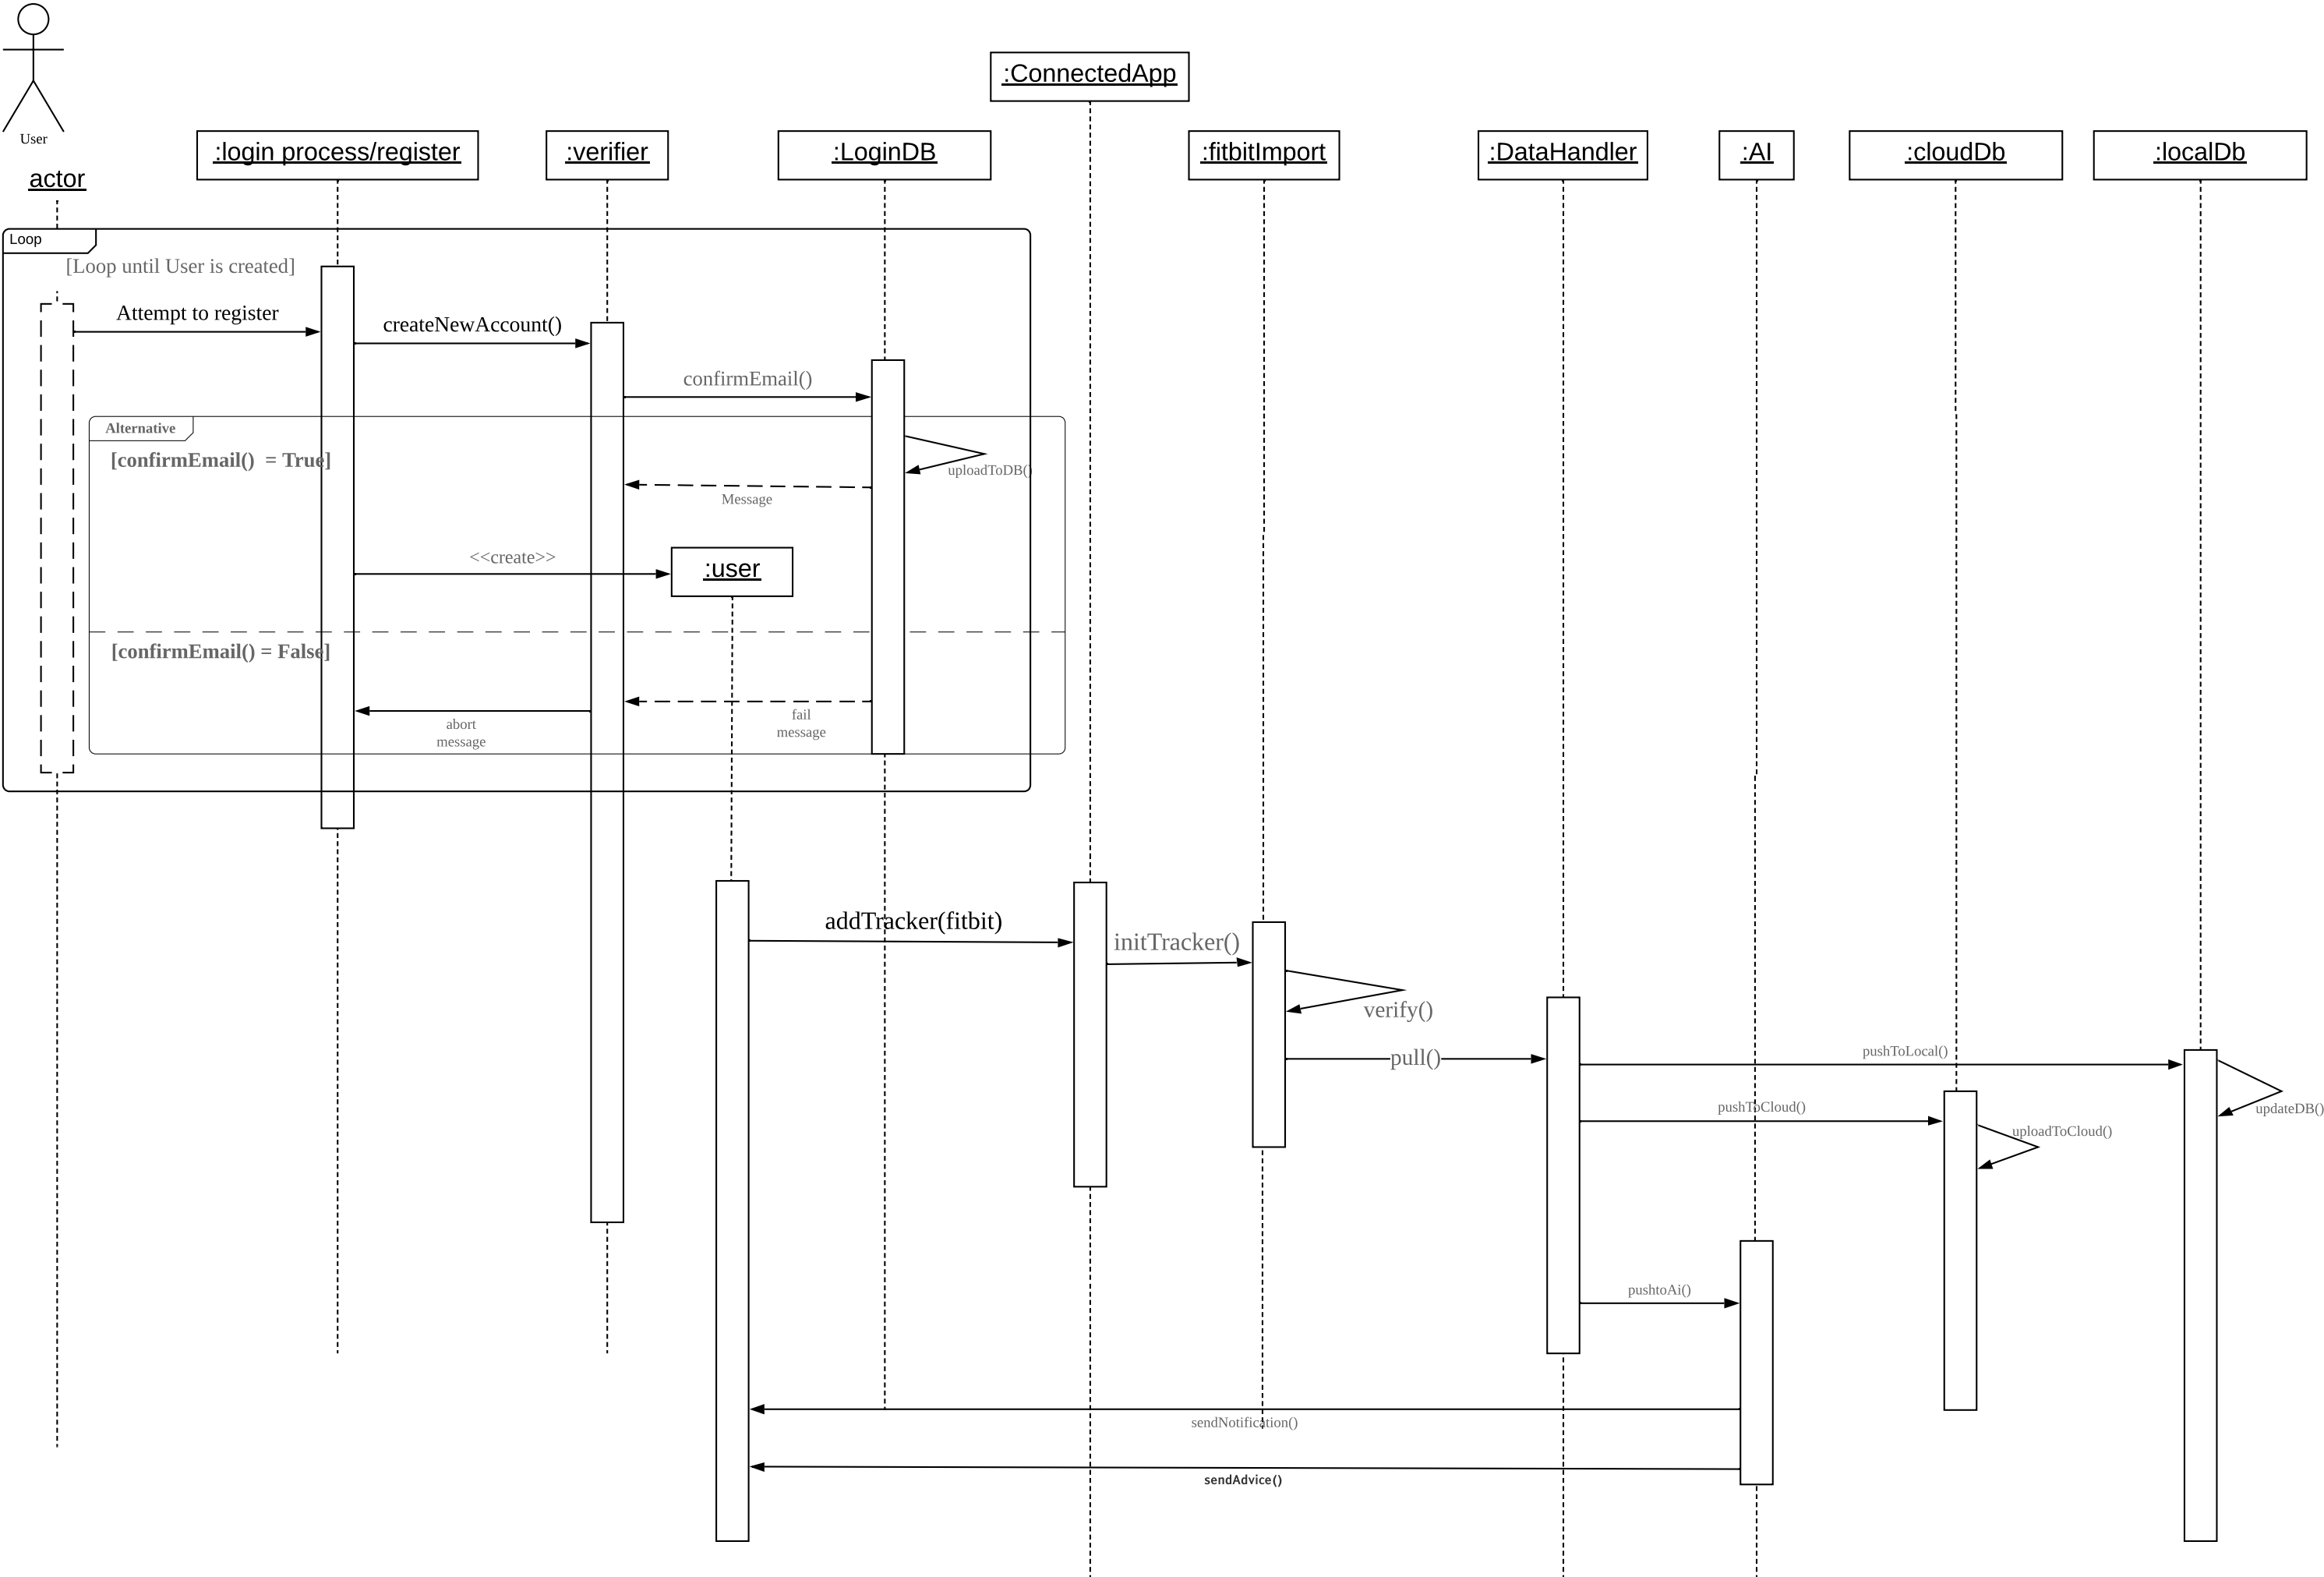 User
actor
:ConnectedApp
:login process/register
:verifier
:LoginDB
:fitbitImport
:DataHandler
:AI
:cloudDb
:localDb
Loop
[Loop until User is created]
Attempt to register
createNewAccount()
confirmEmail()
Alternative
[confirmEmail()  = True]
uploadToDB()
Message
<<create>>
:user
[confirmEmail() = False]
abort
message
fail
message
addTracker(fitbit)
initTracker()
verify()
pull()
pushToLocal()
updateDB()
pushToCloud()
uploadToCloud()
pushtoAi()
sendNotification()
sendAdvice()